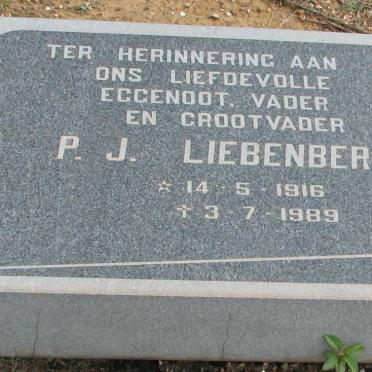 TER HERINNERING AAN
ONS LIEFDEVOLLE
EGGENOOT, VADER
EN GROOTVADER
P. J. LIEBENBER
☆ 14-5-1916
✝ 3-7-1989